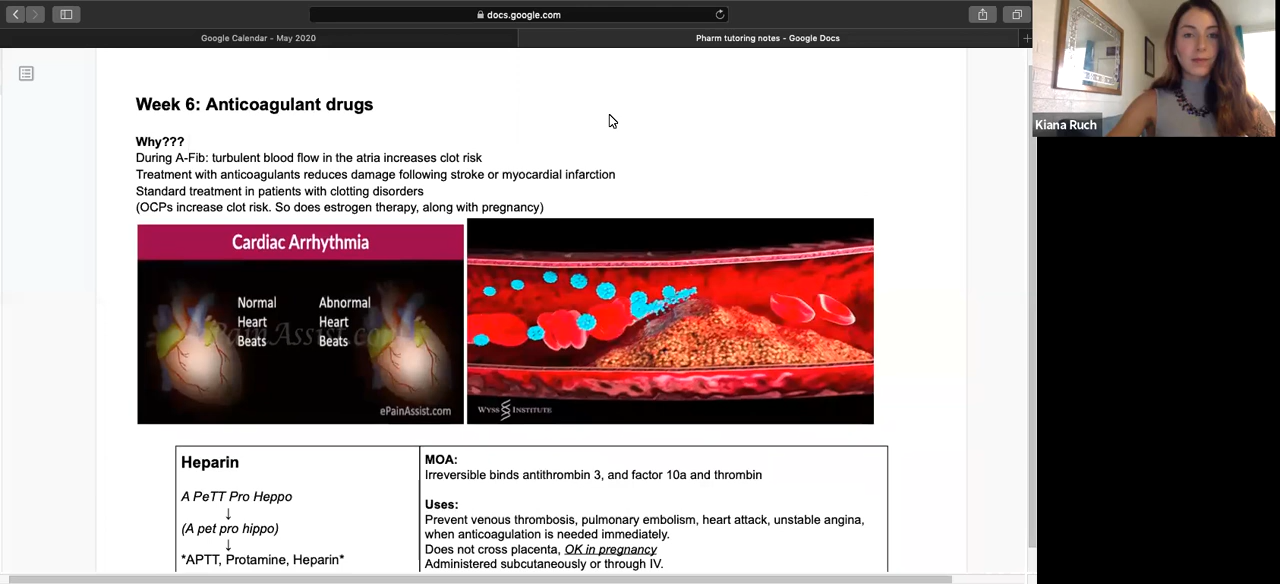 docs.google.com
Google Calendar - May 2020
Pharm tutoring notes - Google Docs
Kiana Ruch
Week 6: Anticoagulant drugs
Why???
During A-Fib: turbulent blood flow in the atria increases clot risk
Treatment with anticoagulants reduces damage following stroke or myocardial infarction
Standard treatment in patients with clotting disorders
(OCPs increase clot risk. So does estrogen therapy, along with pregnancy)
Cardiac Arrhythmia
Normal
Heart
Beats
Abnormal
Heart
Beats
ePainAssist.com
WYSS INSTITUTE
Heparin
A PeTT Pro Heppo
↓
(A pet pro hippo)
↓
*APTT, Protamine, Heparin*
MOA:
Irreversible binds antithrombin 3, and factor 10a and thrombin
Uses:
Prevent venous thrombosis, pulmonary embolism, heart attack, unstable angina,
when anticoagulation is needed immediately.
Does not cross placenta, OK in pregnancy
Administered subcutaneously or through IV.